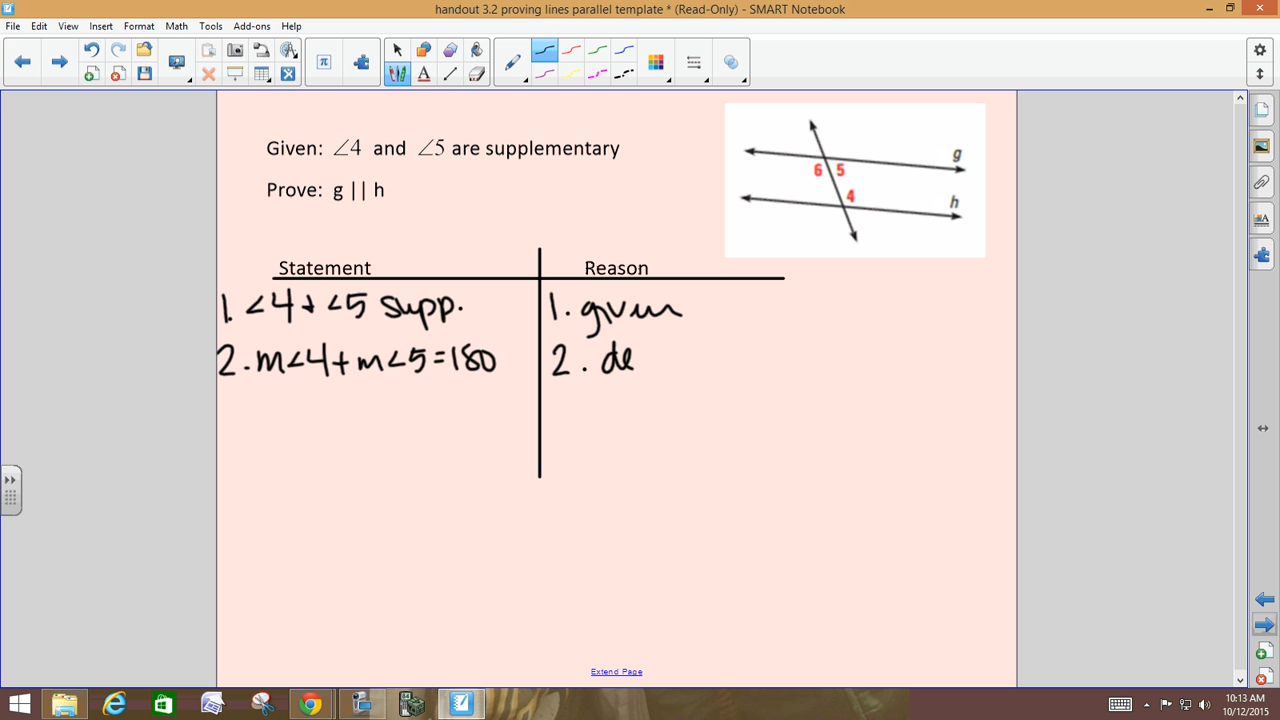 handout 3.2 proving lines parallel template * (Read-Only) - SMART Notebook
File Edit View Insert Format Math Tools Add-ons Help
Given: ∠4 and ∠5 are supplementary
Prove: g || h
g
6 5
4
h
Statement Reason
1. ∠4 + ∠5 supp. 1. given
2. m∠4 + m∠5 = 180 2. de
Extend Page
10:13 AM
10/12/2015